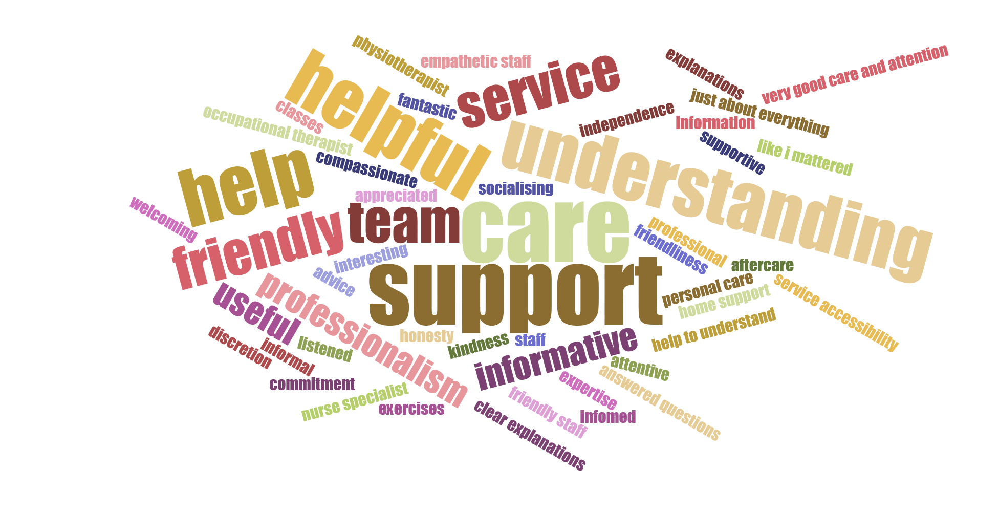 physiotherapist
empathetic staff
service
explanations
very good care and attention
helpful
fantastic
just about everything
classes
occupational therapist
independence
information
understanding
supportive
like i mattered
help
compassionate
socialising
appreciated
welcoming
team
care
friendly
professional
friendliness
interesting
advice
support
aftercare
personal care
service accessibility
home support
useful
professionalism
help to understand
discretion
informal
listened
honesty
kindness
staff
informative
attentive
answered questions
expertise
commitment
nurse specialist
exercises
friendly staff
infomed
clear explanations